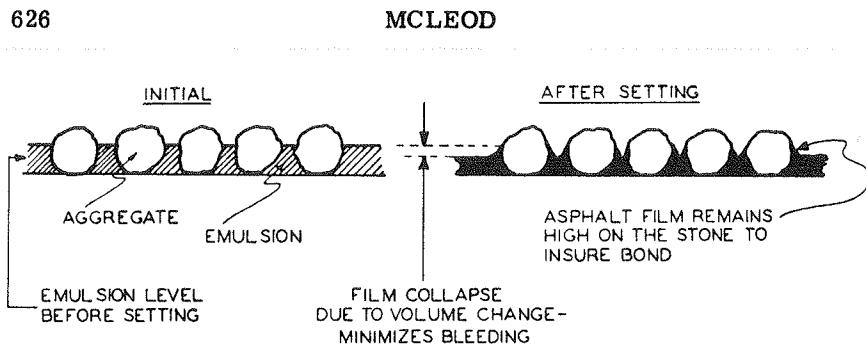 626 MCLEOD
INITIAL
AFTER SETTING
AGGREGATE
EMULSION
EMULSION LEVEL
BEFORE SETTING
FILM COLLAPSE
DUE TO VOLUME CHANGE-
MINIMIZES BLEEDING
ASPHALT FILM REMAINS
HIGH ON THE STONE TO
INSURE BOND